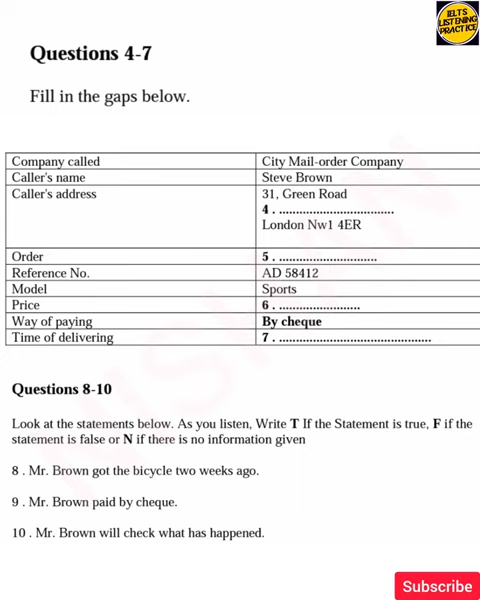 IELTS
LISTENING
PRACTICE
Questions 4-7
Fill in the gaps below.
Company called City Mail-order Company
Caller's name Steve Brown
Caller's address 31, Green Road
4 . ..................................
London Nw1 4ER
Order 5 . .............................
Reference No. AD 58412
Model Sports
Price 6 . ........................
Way of paying By cheque
Time of delivering 7 . ..............................................
Questions 8-10
Look at the statements below. As you listen, Write T If the Statement is true, F if the
statement is false or N if there is no information given
8 . Mr. Brown got the bicycle two weeks ago.
9 . Mr. Brown paid by cheque.
10 . Mr. Brown will check what has happened.
Subscribe